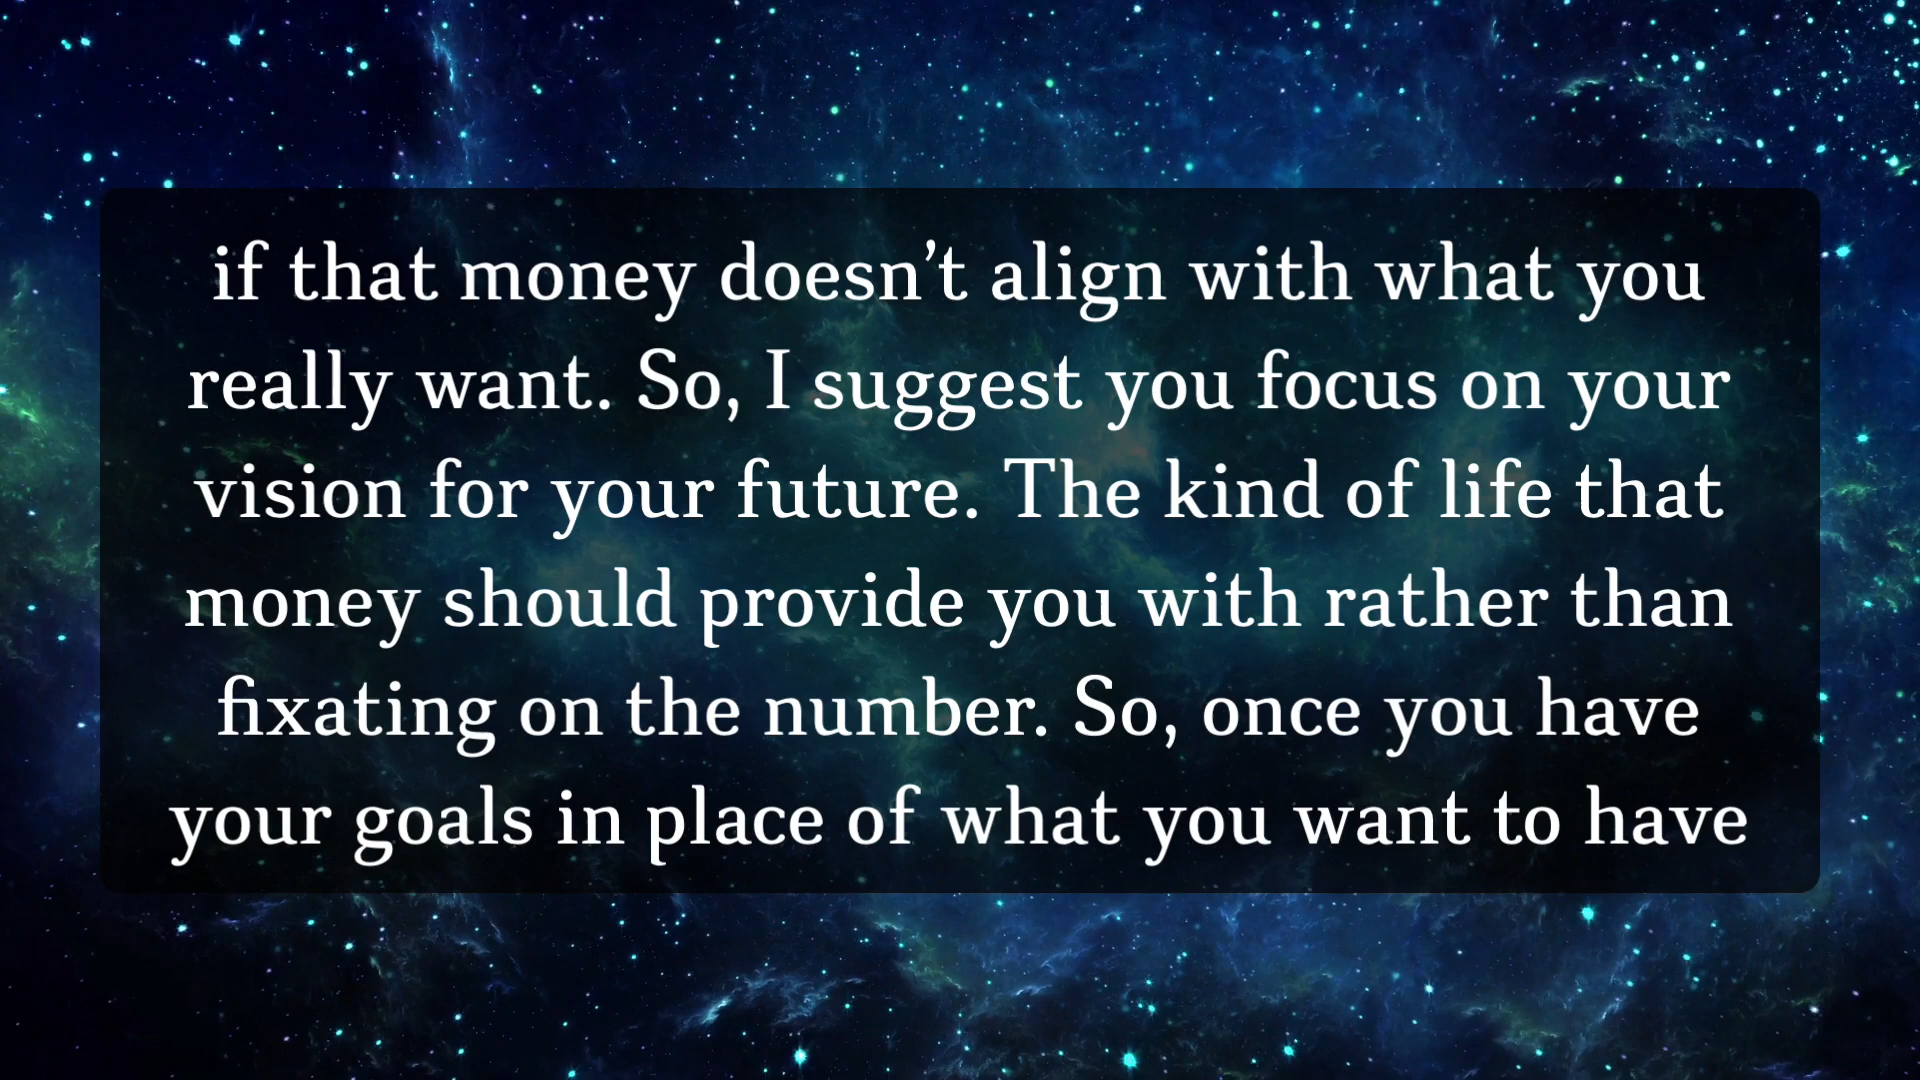 if that money doesn’t align with what you
really want. So, I suggest you focus on your
vision for your future. The kind of life that
money should provide you with rather than
fixating on the number. So, once you have
your goals in place of what you want to have